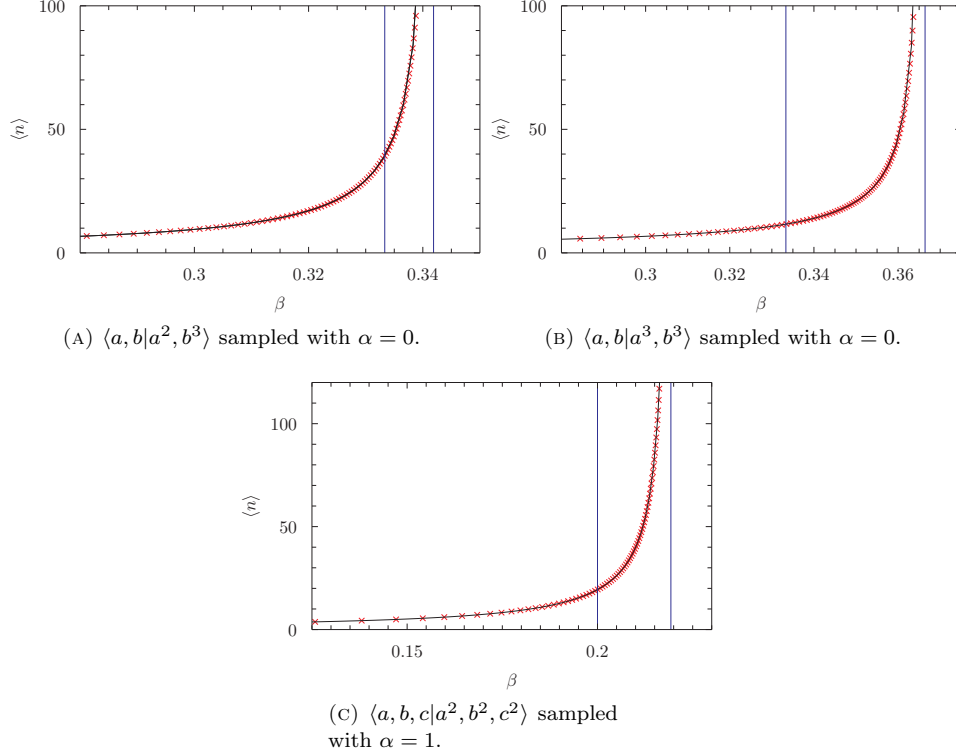 100
50
0
⟨n⟩
0.3
0.32
0.34
β
(A) ⟨a, b|a², b³⟩ sampled with α = 0.
100
50
0
⟨n⟩
0.3
0.32
0.34
0.36
β
(B) ⟨a, b|a³, b³⟩ sampled with α = 0.
100
50
0
⟨n⟩
0.15
0.2
β
(C) ⟨a, b, c|a², b², c²⟩ sampled
with α = 1.